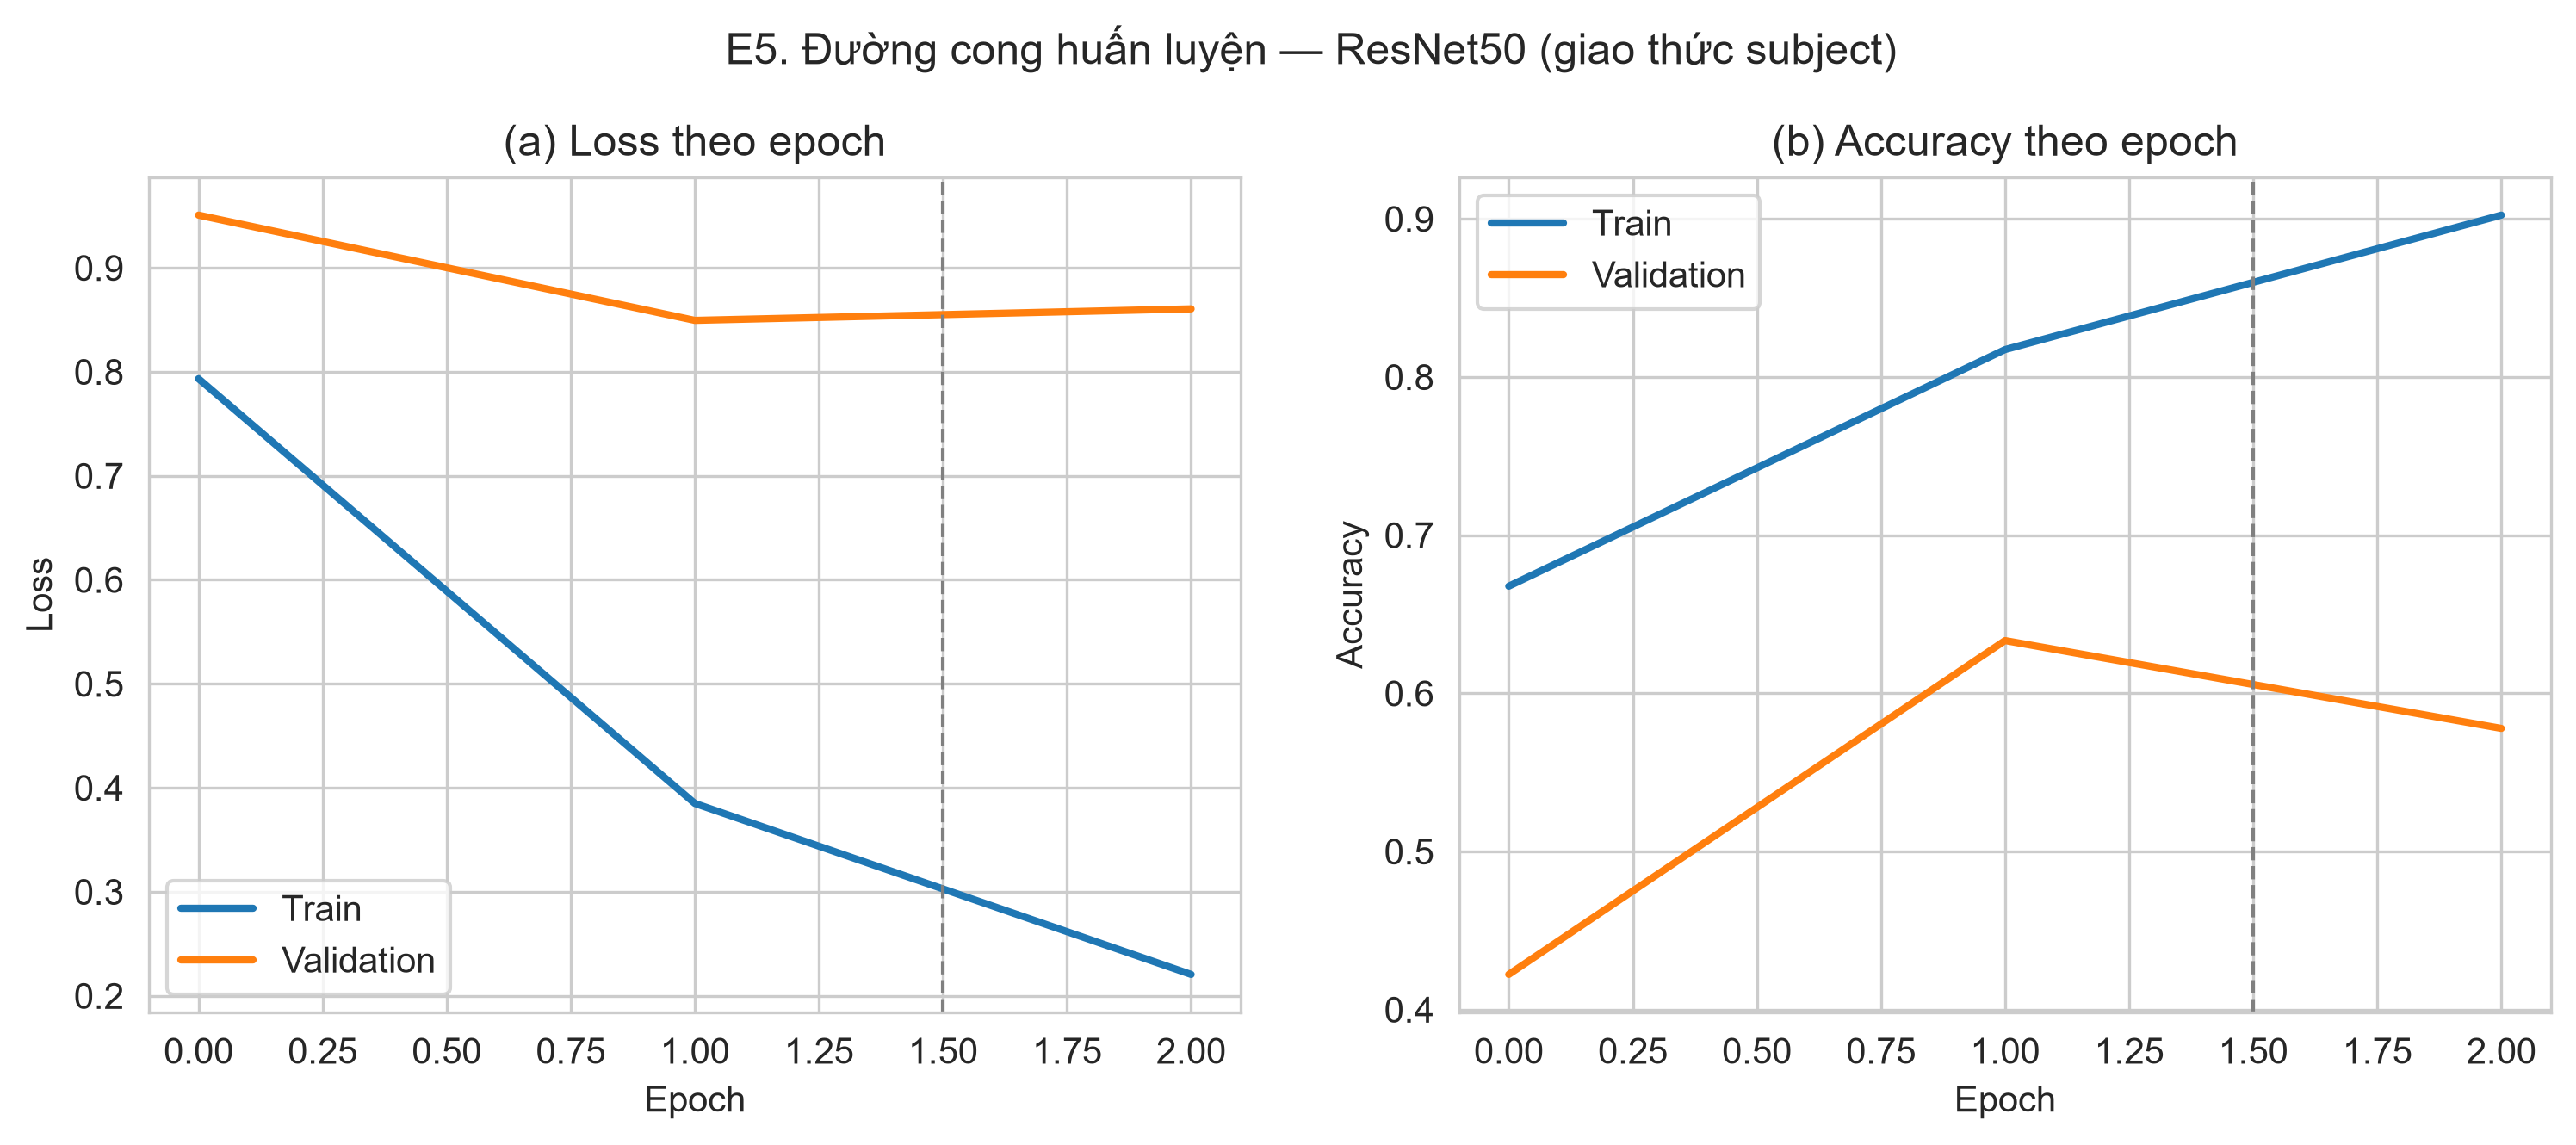 E5. Đường cong huấn luyện — ResNet50 (giao thức subject)
(a) Loss theo epoch
0.9
0.8
0.7
0.6
0.5
0.4
0.3
0.2
Loss
Train
Validation
0.00 0.25 0.50 0.75 1.00 1.25 1.50 1.75 2.00
Epoch
(b) Accuracy theo epoch
0.9
0.8
0.7
0.6
0.5
0.4
Accuracy
Train
Validation
0.00 0.25 0.50 0.75 1.00 1.25 1.50 1.75 2.00
Epoch